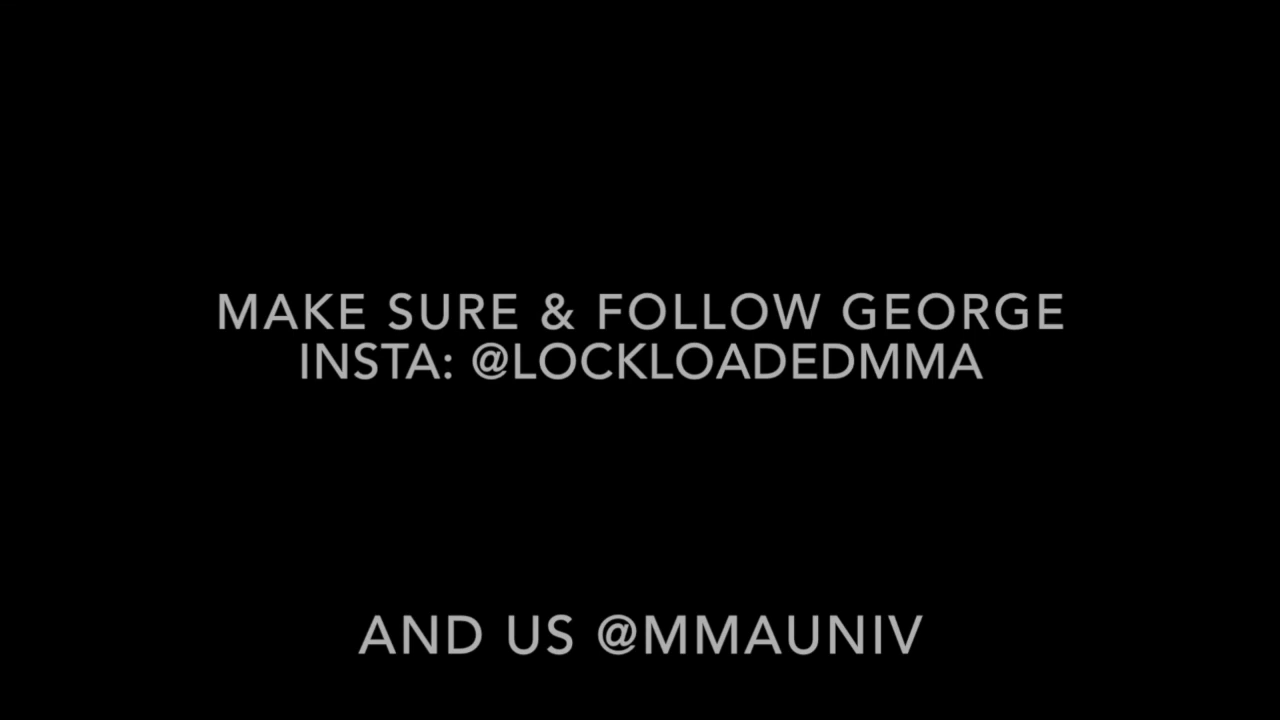 MAKE SURE & FOLLOW GEORGE
INSTA: @LOCKLOADEDMMA
AND US @MMAUNIV